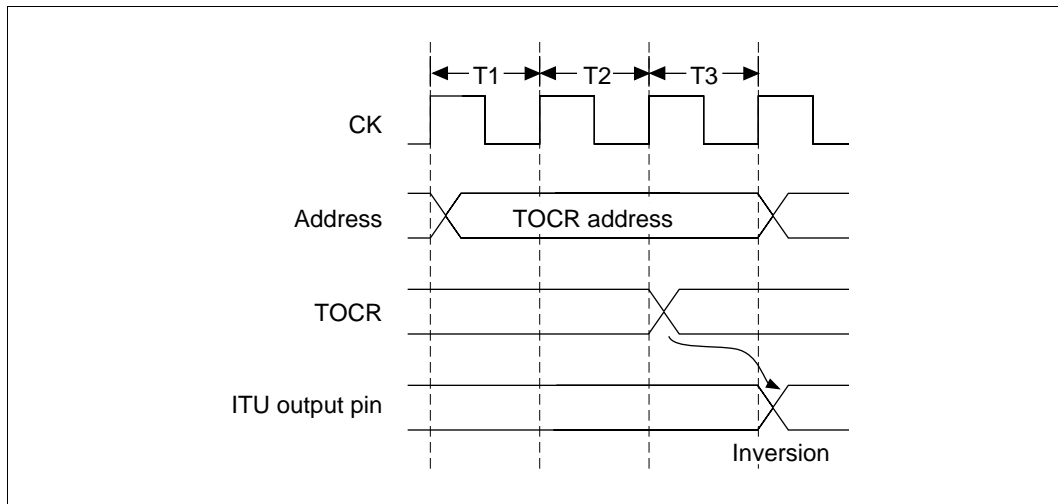 T1 T2 T3
CK
Address TOCR address
TOCR
ITU output pin
Inversion